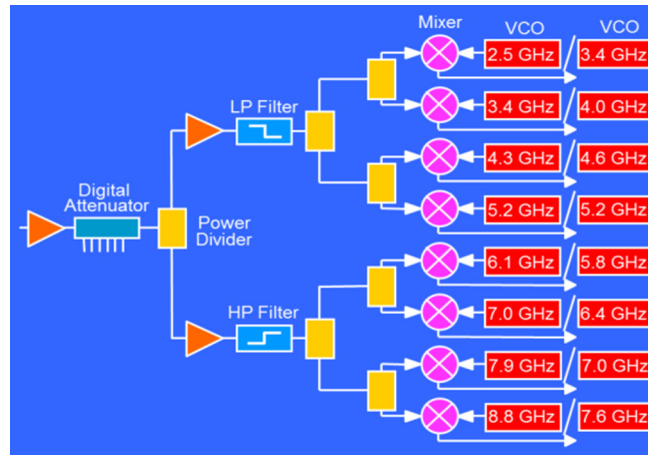 Mixer
VCO
VCO
2.5 GHz
3.4 GHz
LP Filter
3.4 GHz
4.0 GHz
4.3 GHz
4.6 GHz
Digital
Attenuator
5.2 GHz
5.2 GHz
Power
Divider
6.1 GHz
5.8 GHz
HP Filter
7.0 GHz
6.4 GHz
7.9 GHz
7.0 GHz
8.8 GHz
7.6 GHz